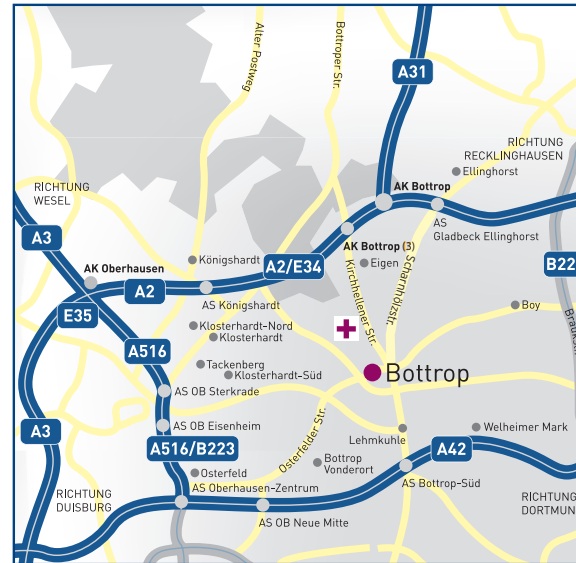 Alter Postweg
Bottroper Str.
A31
RICHTUNG
RECKLINGHAUSEN
Ellinghorst
RICHTUNG
WESEL
AK Bottrop
AS
Gladbeck Ellinghorst
A3
AK Bottrop (3)
Königshardt
A2/E34
Eigen
B22
AK Oberhausen
A2
AS Königshardt
Kirchhellener Str.
Scharnhölzstr.
E35
Boy
Klosterhardt-Nord
Klosterhardt
A516
Tackenberg
Klosterhardt-Süd
Bottrop
AS OB Sterkrade
Osterfelder Str.
A3
AS OB Eisenheim
Lehmkuhle
Welheimer Mark
A516/B223
A42
Bottrop
Vonderort
Osterfeld
AS Bottrop-Süd
AS Oberhausen-Zentrum
RICHTUNG
DUISBURG
RICHTUNG
DORTMUN
AS OB Neue Mitte